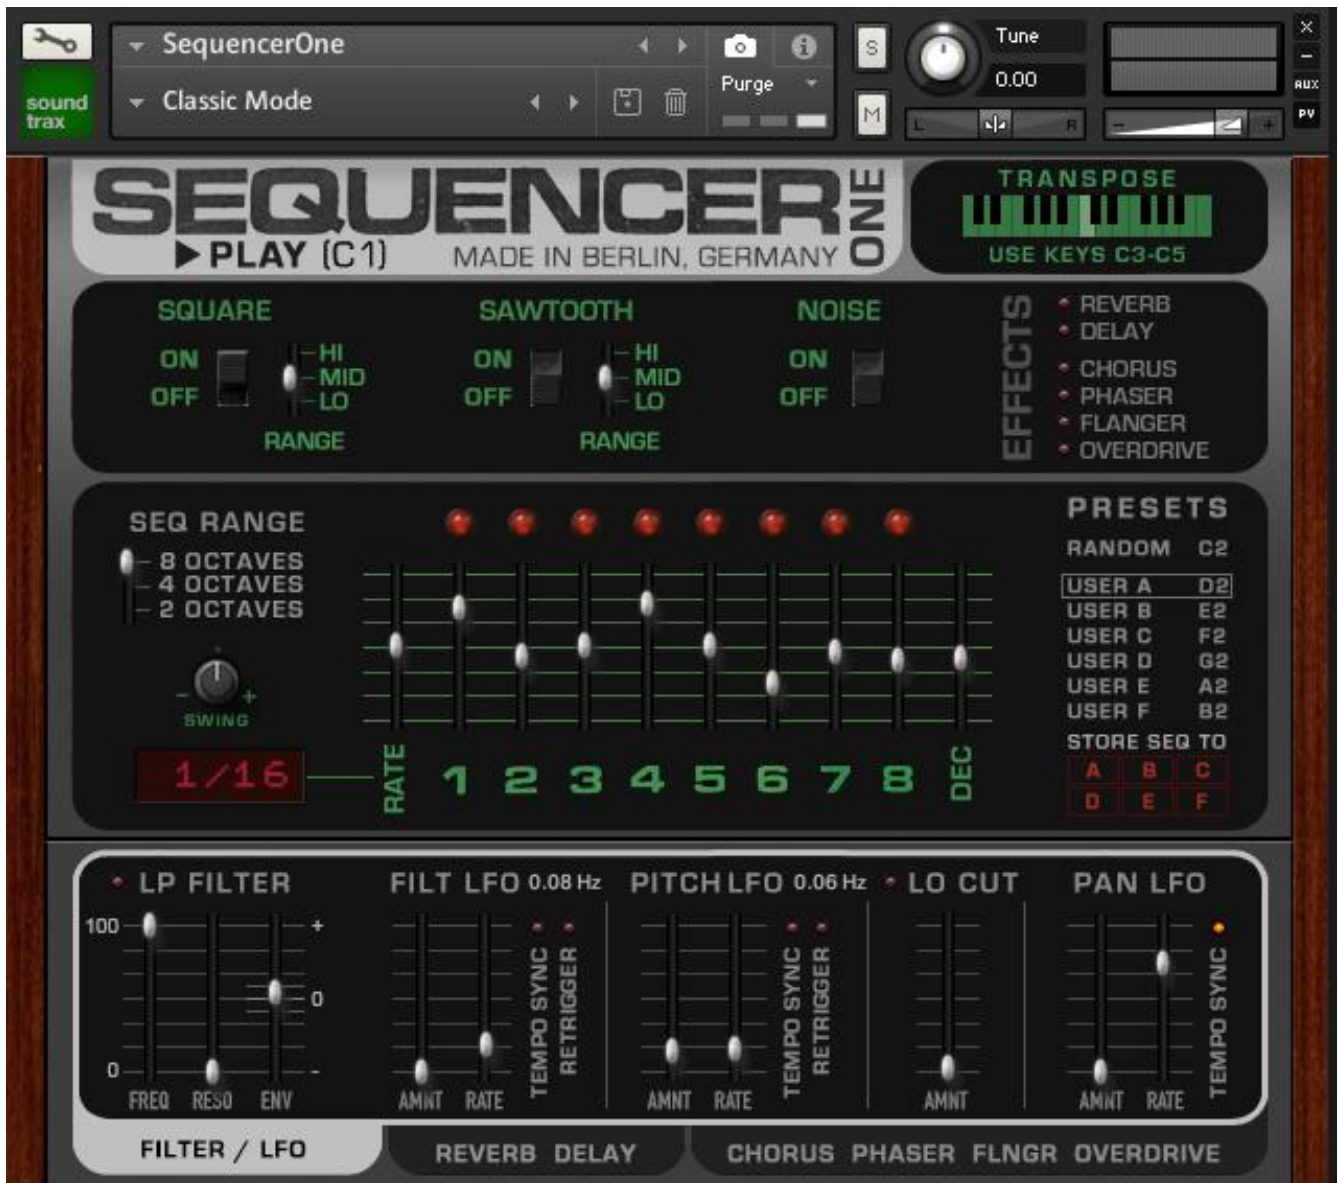 SequencerOne
Classic Mode
sound
trax
Purge
S
M
Tune
0.00
L
R
-
+
X
-
AUX
PV
SEQUENCER ONE
PLAY (C1)
MADE IN BERLIN, GERMANY
TRANSPOSE
USE KEYS C3-C5
SQUARE
ON
OFF
HI
MID
LO
RANGE
SAWTOOTH
ON
OFF
HI
MID
LO
RANGE
NOISE
ON
OFF
EFFECTS
REVERB
DELAY
CHORUS
PHASER
FLANGER
OVERDRIVE
SEQ RANGE
8 OCTAVES
4 OCTAVES
2 OCTAVES
- +
SWING
1/16
RATE 1 2 3 4 5 6 7 8 DEC
PRESETS
RANDOM C2
USER A D2
USER B E2
USER C F2
USER D G2
USER E A2
USER F B2
STORE SEQ TO
A B C
D E F
LP FILTER
100
0
+
0
-
FREQ RESO ENV
FILT LFO 0.08 Hz
TEMPO SYNC
RETRIGGER
AMNT RATE
PITCH LFO 0.06 Hz
TEMPO SYNC
RETRIGGER
AMNT RATE
LO CUT
AMNT
PAN LFO
TEMPO SYNC
AMNT RATE
FILTER / LFO
REVERB DELAY
CHORUS PHASER FLNGR OVERDRIVE